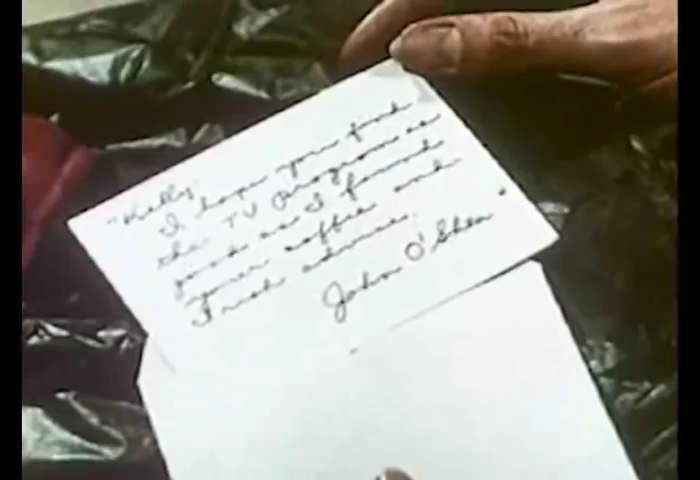 "Kelly,
I hope you find
the TV Program as
good as I found
your coffee and
Irish advice.
John O'Shea"